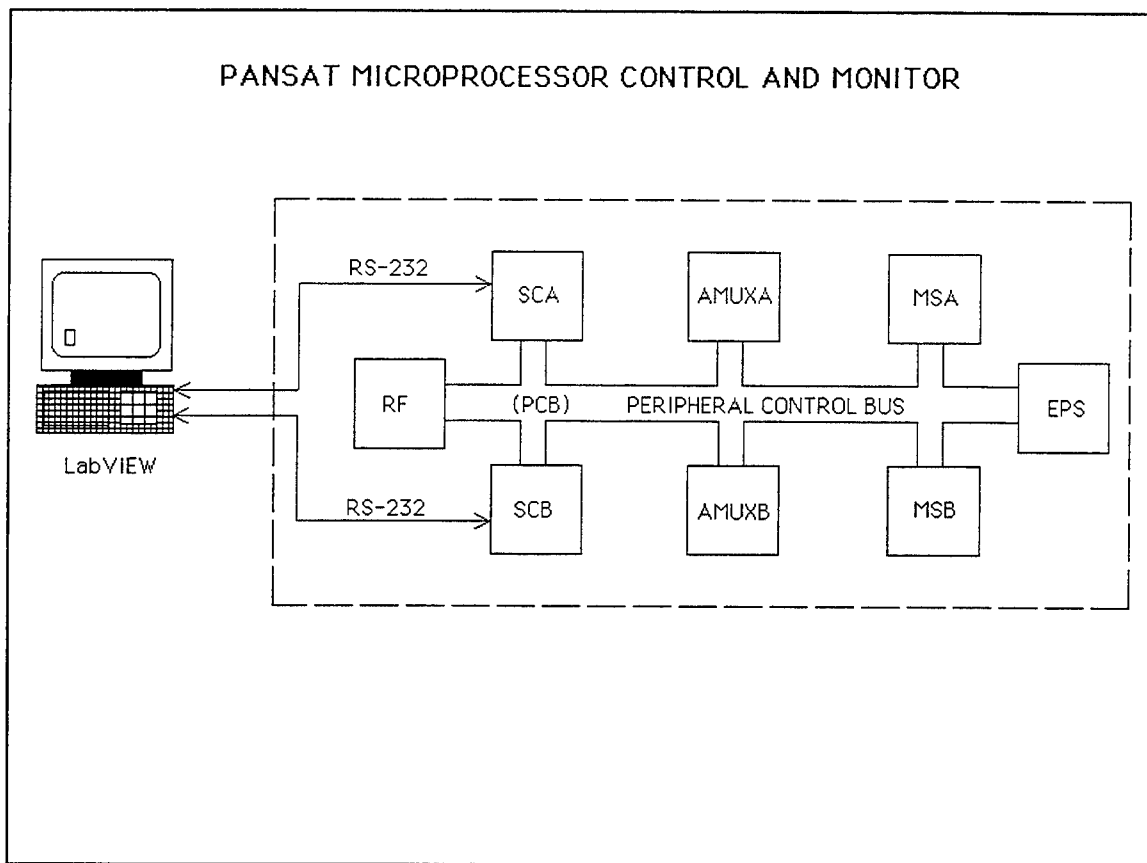 PANSAT MICROPROCESSOR CONTROL AND MONITOR
RS-232
SCA
AMUXA
MSA
RF
(PCB) PERIPHERAL CONTROL BUS
EPS
LabVIEW
RS-232
SCB
AMUXB
MSB